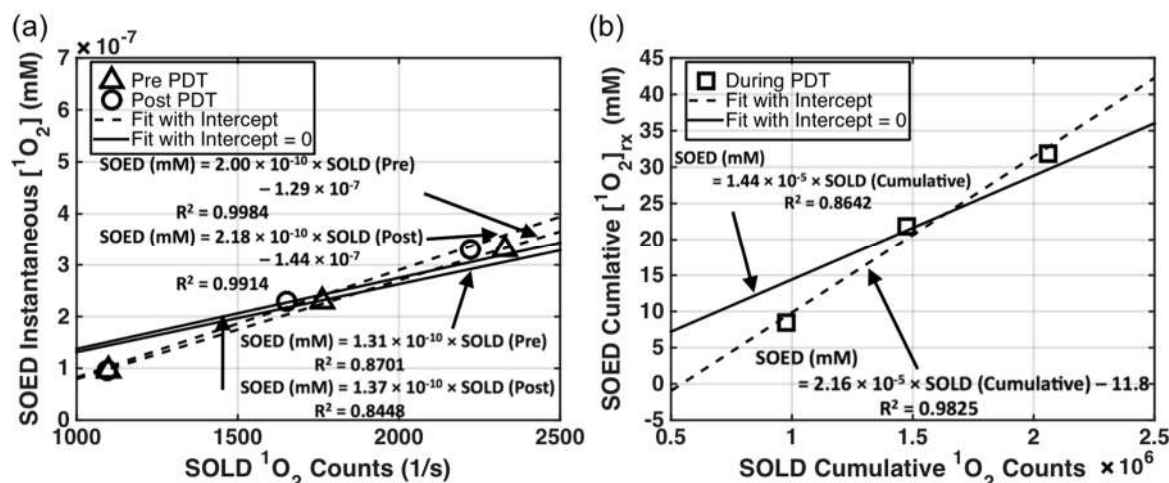 (a)
× 10⁻⁷
SOED Instantaneous [¹O₂] (mM)
7
6
5
4
3
2
1
0
Pre PDT
Post PDT
Fit with Intercept
Fit with Intercept = 0
SOED (mM) = 2.00 × 10⁻¹⁰ × SOLD (Pre)
− 1.29 × 10⁻⁷
R² = 0.9984
SOED (mM) = 2.18 × 10⁻¹⁰ × SOLD (Post)
− 1.44 × 10⁻⁷
R² = 0.9914
SOED (mM) = 1.31 × 10⁻¹⁰ × SOLD (Pre)
R² = 0.8701
SOED (mM) = 1.37 × 10⁻¹⁰ × SOLD (Post)
R² = 0.8448
1000 1500 2000 2500
SOLD ¹O₂ Counts (1/s)
(b)
SOED Cumulative [¹O₂]rx (mM)
45
40
35
30
25
20
15
10
5
0
-5
During PDT
Fit with Intercept
Fit with Intercept = 0
SOED (mM)
= 1.44 × 10⁻⁵ × SOLD (Cumulative)
R² = 0.8642
SOED (mM)
= 2.16 × 10⁻⁵ × SOLD (Cumulative) − 11.8
R² = 0.9825
0.5 1 1.5 2 2.5
SOLD Cumulative ¹O₂ Counts × 10⁶